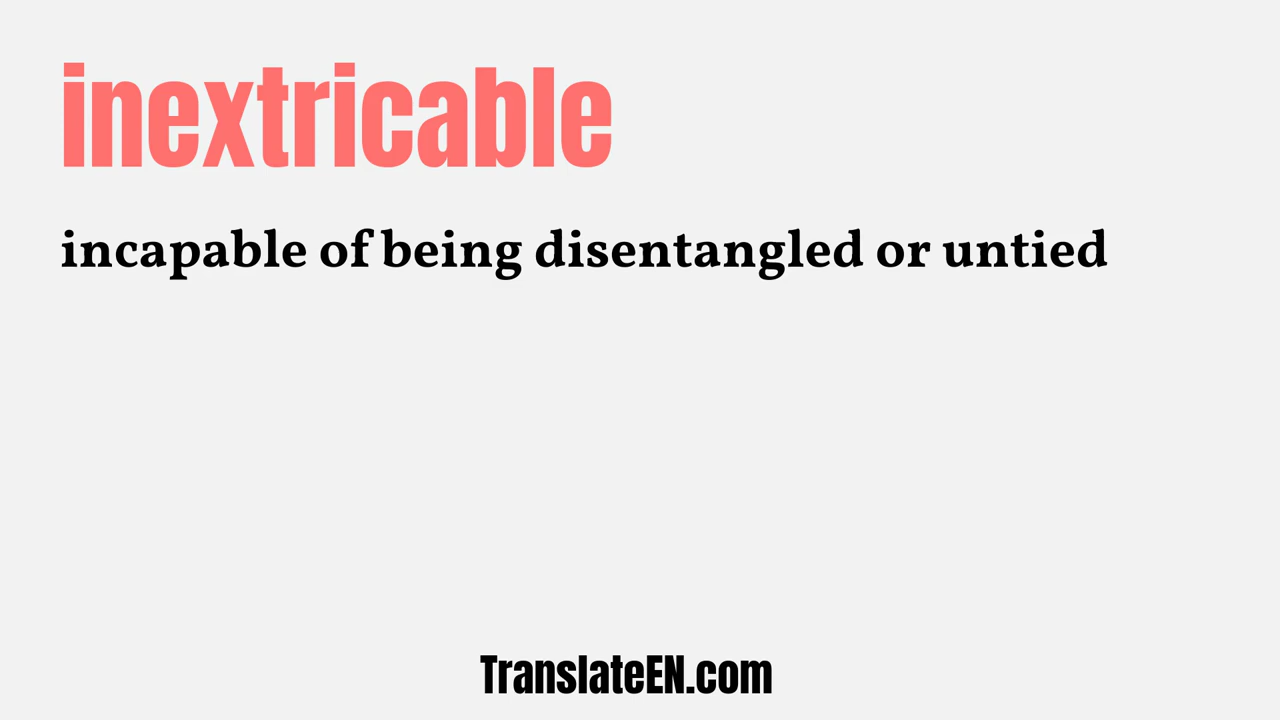 inextricable
incapable of being disentangled or untied
TranslateEN.com